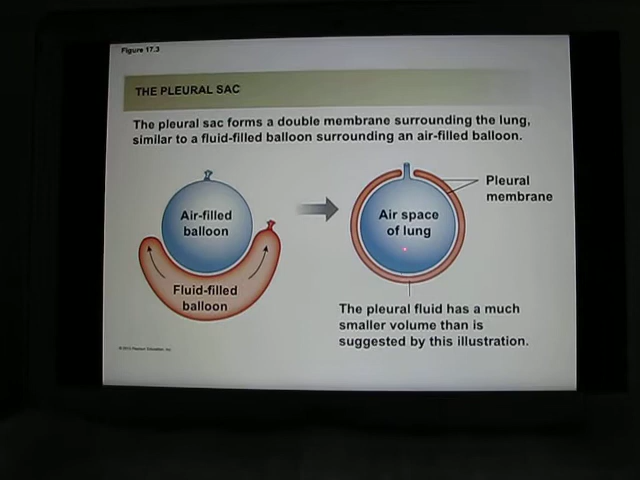 Figure 17.3
THE PLEURAL SAC
The pleural sac forms a double membrane surrounding the lung,
similar to a fluid-filled balloon surrounding an air-filled balloon.
Air-filled
balloon
Fluid-filled
balloon
Air space
of lung
Pleural
membrane
The pleural fluid has a much
smaller volume than is
suggested by this illustration.